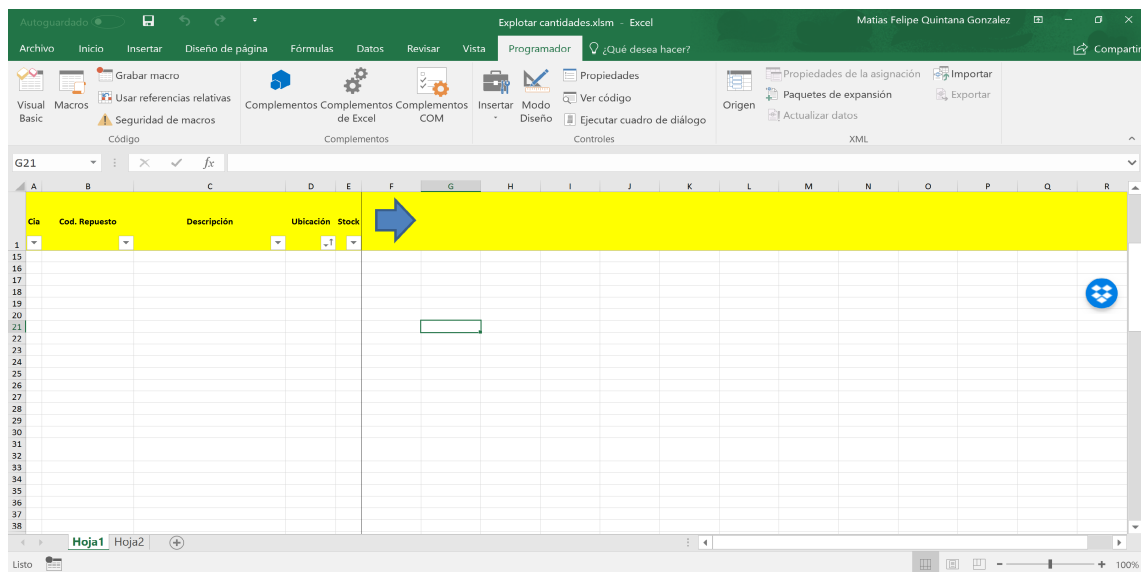 Autoguardado
Explotar cantidades.xlsm - Excel
Matias Felipe Quintana Gonzalez
Archivo Inicio Insertar Diseño de página Fórmulas Datos Revisar Vista Programador ¿Qué desea hacer? Compartir
Visual Basic
Macros
Grabar macro
Usar referencias relativas
Seguridad de macros
Código
Complementos
Complementos de Excel
Complementos COM
Complementos
Insertar
Modo Diseño
Propiedades
Ver código
Ejecutar cuadro de diálogo
Controles
Origen
Propiedades de la asignación
Paquetes de expansión
Actualizar datos
Importar
Exportar
XML
G21 fx
A B C D E F G H I J K L M N O P Q R
Cia Cod. Repuesto Descripción Ubicación Stock
1
15
16
17
18
19
20
21
22
23
24
25
26
27
28
29
30
31
32
33
34
35
36
37
38
Hoja1 Hoja2
Listo 100%